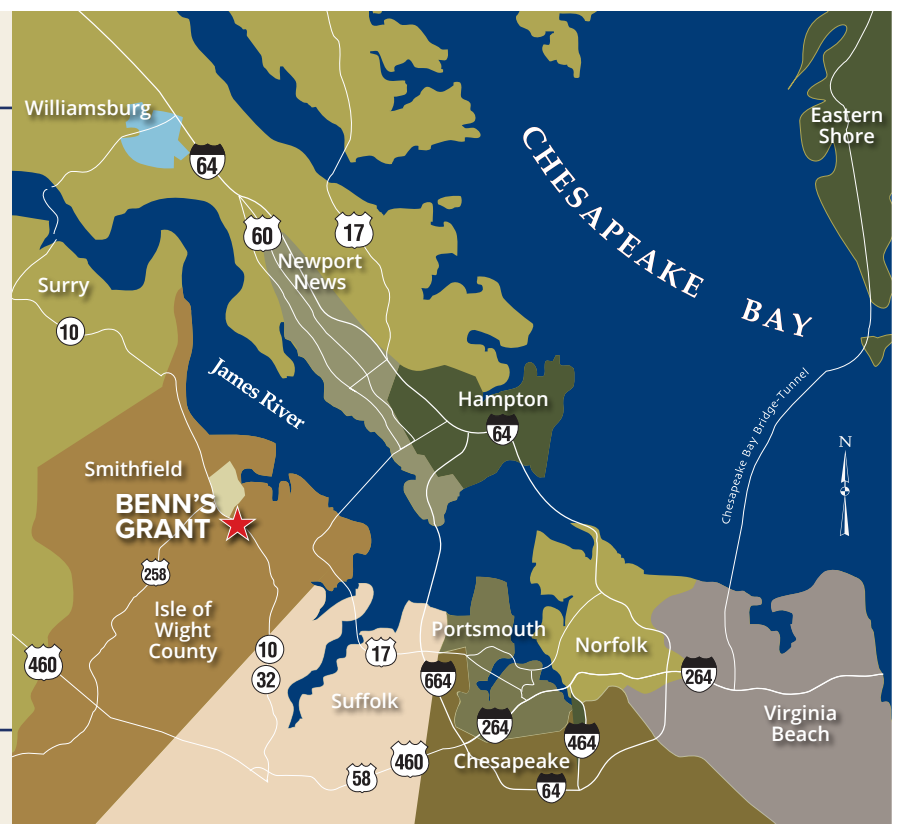 Williamsburg
64
60
17
Newport
News
Surry
10
James River
CHESAPEAKE BAY
Eastern
Shore
Chesapeake Bay Bridge-Tunnel
N
Hampton
64
Smithfield
BENN'S
GRANT
258
Isle of
Wight
County
460
10
32
17
Suffolk
Portsmouth
664
Norfolk
264
264
464
Virginia
Beach
Chesapeake
460
58
64